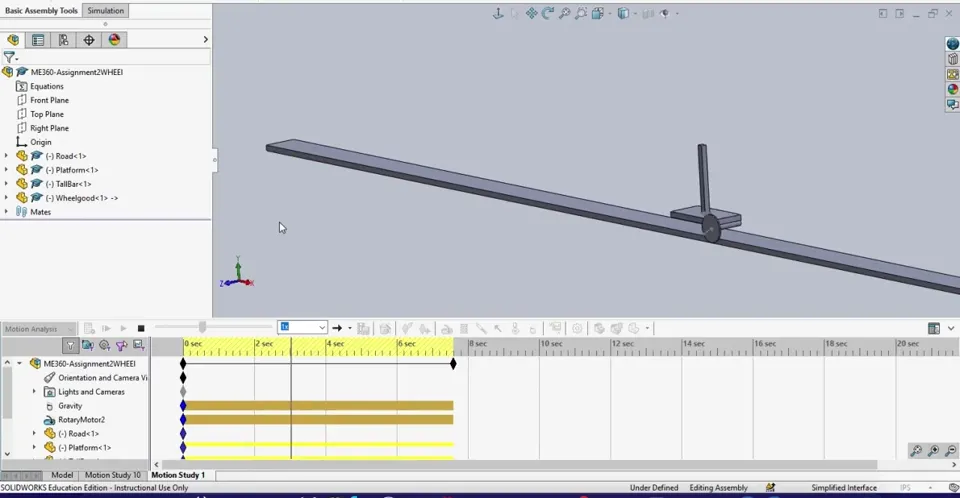 Basic Assembly Tools Simulation
ME360-Assignment2WHEEl
Equations
Front Plane
Top Plane
Right Plane
Origin
(-) Road<1>
(-) Platform<1>
(-) TallBar<1>
(-) Wheelgood<1> ->
Mates
Y
Z X
Motion Analysis 1x
0 sec 2 sec 4 sec 6 sec 8 sec 10 sec 12 sec 14 sec 16 sec 18 sec 20 sec
ME360-Assignment2WHEEl
Orientation and Camera Vi
Lights and Cameras
Gravity
RotaryMotor2
(-) Road<1>
(-) Platform<1>
Model Motion Study 10 Motion Study 1
SOLIDWORKS Education Edition - Instructional Use Only Under Defined Editing Assembly Simplified Interface IPS